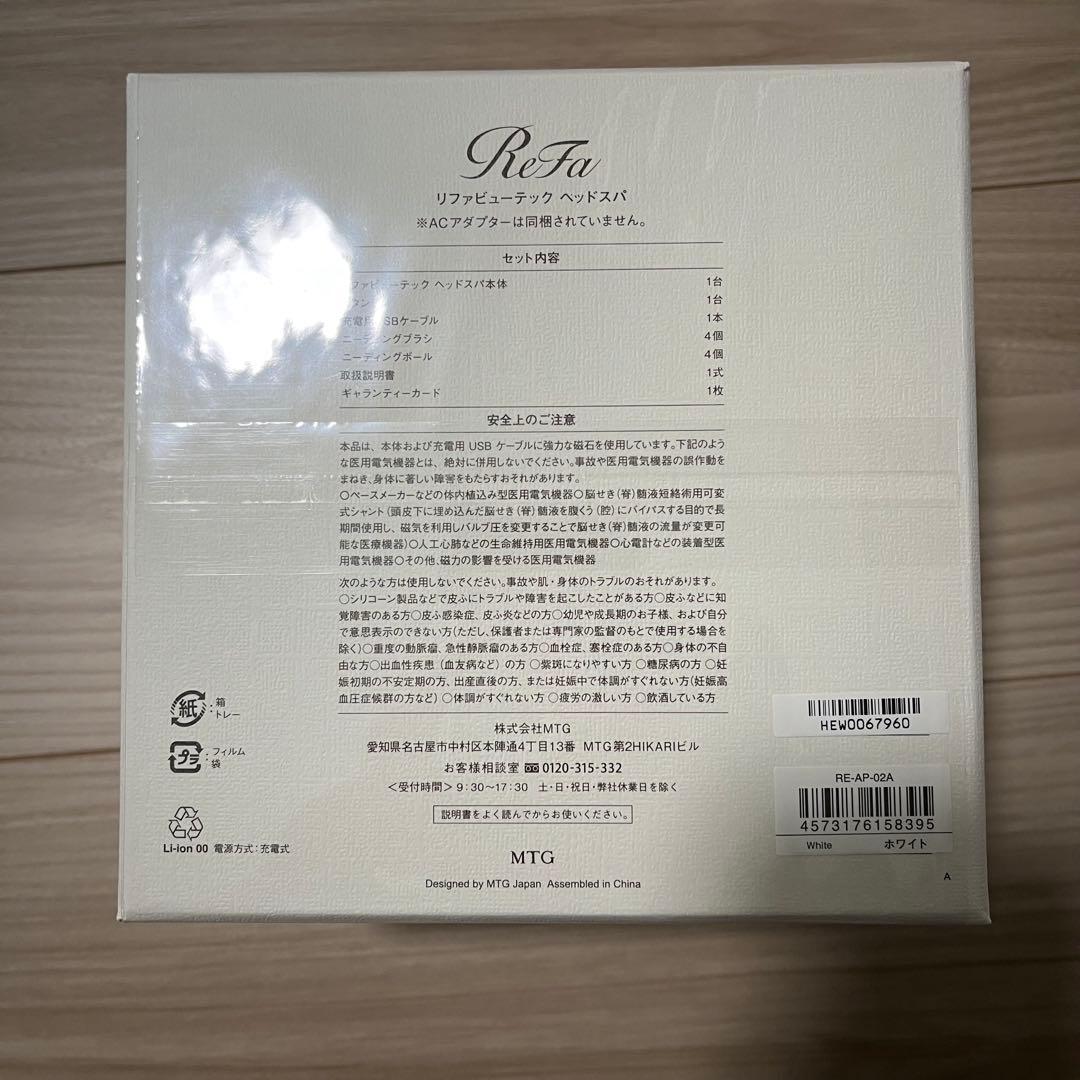 ReFa
リファビューテック ヘッドスパ
※ACアダプターは同梱されていません。
セット内容
ファビューテック ヘッドスパ本体 1台
タン 1台
充電用USBケーブル 1本
ニーディングブラシ 4個
ニーディングボール 4個
取扱説明書 1式
ギャランティーカード 1枚
安全上のご注意
本品は、本体および充電用 USB ケーブルに強力な磁石を使用しています。下記のよう
な医用電気機器とは、絶対に併用しないでください。事故や医用電気機器の誤作動を
まねき、身体に著しい障害をもたらすおそれがあります。
○ペースメーカーなどの体内植込み型医用電気機器○脳せき(脊)髄液短絡術用可変
式シャント(頭皮下に埋め込んだ脳せき(脊)髄液を腹くう(腔)にバイパスする目的で長
期間使用し、磁気を利用しバルブ圧を変更することで脳せき(脊)髄液の流量が変更可
能な医療機器)○人工心肺などの生命維持用医用電気機器○心電計などの装着型医
用電気機器○その他、磁力の影響を受ける医用電気機器
次のような方は使用しないでください。事故や肌・身体のトラブルのおそれがあります。
○シリコーン製品などで皮ふにトラブルや障害を起こしたことがある方○皮ふなどに知
覚障害のある方○皮ふ感染症、皮ふ炎などの方○幼児や成長期のお子様、および自分
で意思表示のできない方(ただし、保護者または専門家の監督のもとで使用する場合を
除く)○重度の動脈瘤、急性静脈瘤のある方○血栓症、塞栓症のある方○身体の不自
由な方○出血性疾患(血友病など)の方○紫斑になりやすい方○糖尿病の方○妊
娠初期の不安定期の方、出産直後の方、または妊娠中で体調がすぐれない方(妊娠高
血圧症候群の方など)○体調がすぐれない方○疲労の激しい方○飲酒している方
株式会社MTG
愛知県名古屋市中村区本陣通4丁目13番 MTG第2HIKARIビル
お客様相談室 0120-315-332
<受付時間> 9:30〜17:30 土・日・祝日・弊社休業日を除く
説明書をよく読んでからお使いください。
MTG
Designed by MTG Japan Assembled in China
紙 : 箱
・トレー
プラ : フィルム
袋
Li-ion 00 電源方式:充電式
HEW0067960
RE-AP-02A
4573176158395
White ホワイト
A